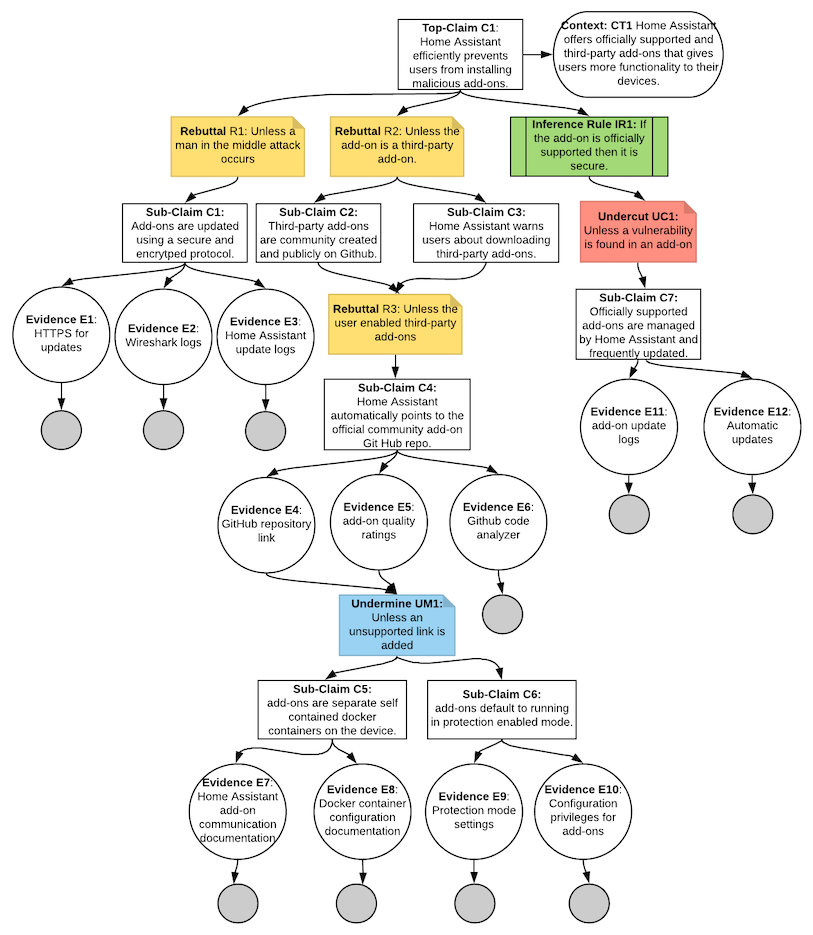 Top-Claim C1:
Home Assistant
efficiently prevents
users from installing
malicious add-ons.
Context: CT1 Home Assistant
offers officially supported and
third-party add-ons that gives
users more functionality to their
devices.
Rebuttal R1: Unless a
man in the middle attack
occurs
Rebuttal R2: Unless the
add-on is a third-party
add-on.
Inference Rule IR1: If
the add-on is officially
supported then it is
secure.
Sub-Claim C1:
Add-ons are updated
using a secure and
encrytped protocol.
Sub-Claim C2:
Third-party add-ons
are community created
and publicly on Github.
Sub-Claim C3:
Home Assistant warns
users about downloading
third-party add-ons.
Undercut UC1:
Unless a vulnerability
is found in an add-on
Evidence E1:
HTTPS for
updates
Evidence E2:
Wireshark logs
Evidence E3:
Home Assistant
update logs
Rebuttal R3: Unless the
user enabled third-party
add-ons
Sub-Claim C7:
Officially supported
add-ons are managed
by Home Assistant and
frequently updated.
Sub-Claim C4:
Home Assistant
automatically points to the
official community add-on
Git Hub repo.
Evidence E11:
add-on update
logs
Evidence E12:
Automatic
updates
Evidence E4:
GitHub repository
link
Evidence E5:
add-on quality
ratings
Evidence E6:
Github code
analyzer
Undermine UM1:
Unless an
unsupported link is
added
Sub-Claim C5:
add-ons are separate self
contained docker
containers on the device.
Sub-Claim C6:
add-ons default to running
in protection enabled mode.
Evidence E7:
Home Assistant
add-on
communication
documentation
Evidence E8:
Docker container
configuration
documentation
Evidence E9:
Protection mode
settings
Evidence E10:
Configuration
privileges for
add-ons